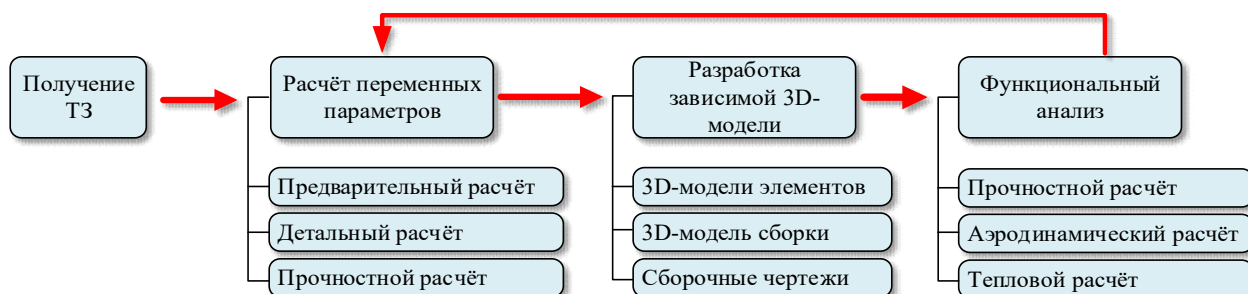 Получение
ТЗ
Расчёт переменных
параметров
Разработка
зависимой 3D-
модели
Функциональный
анализ
Предварительный расчёт
Детальный расчёт
Прочностной расчёт
3D-модели элементов
3D-модель сборки
Сборочные чертежи
Прочностной расчёт
Аэродинамический расчёт
Тепловой расчёт